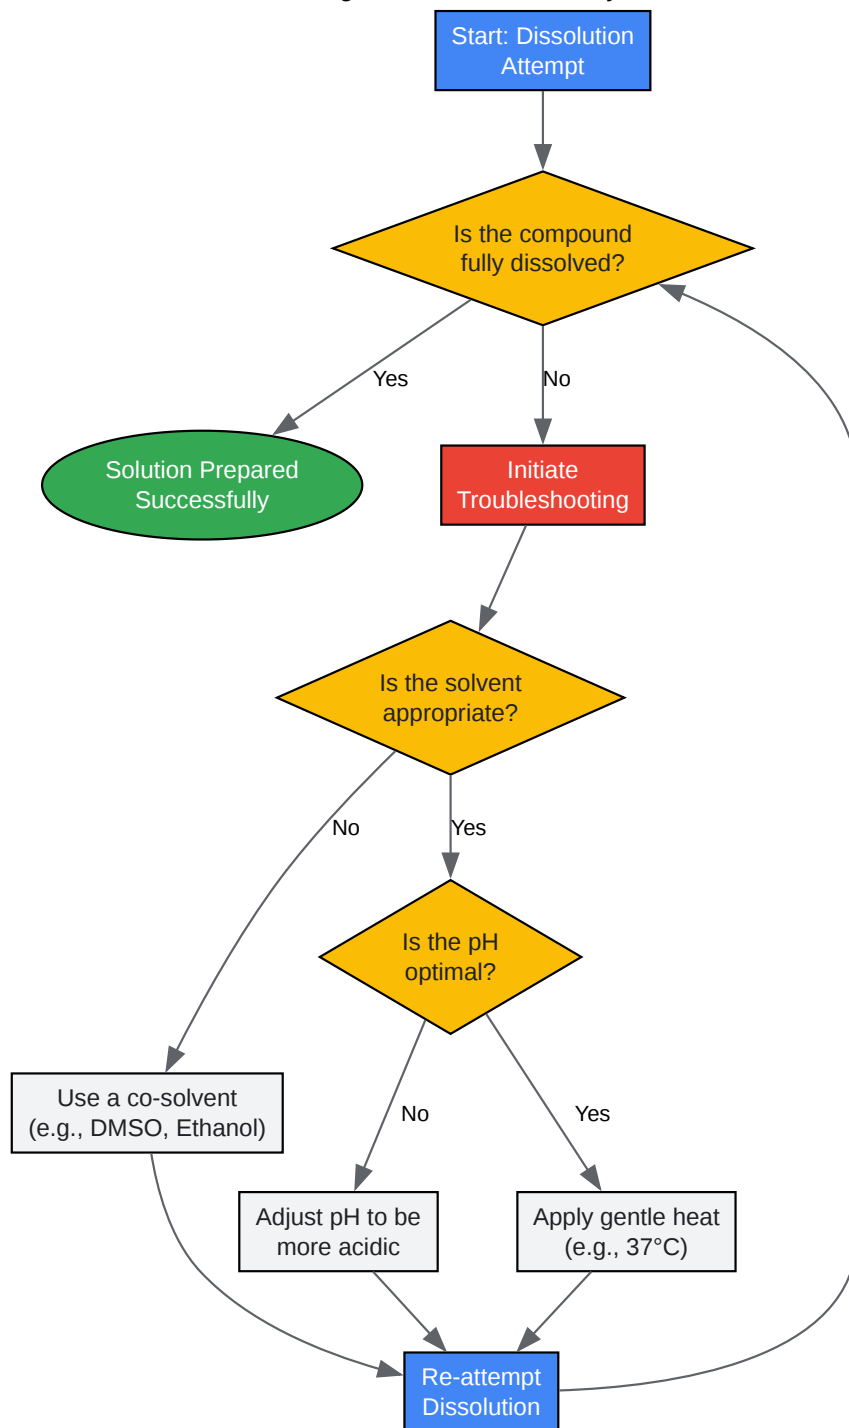 Start: Dissolution
Attempt
Is the compound
fully dissolved?
Yes
No
Solution Prepared
Successfully
Initiate
Troubleshooting
Is the solvent
appropriate?
No
Yes
Is the pH
optimal?
Use a co-solvent
(e.g., DMSO, Ethanol)
No
Yes
Adjust pH to be
more acidic
Apply gentle heat
(e.g., 37°C)
Re-attempt
Dissolution